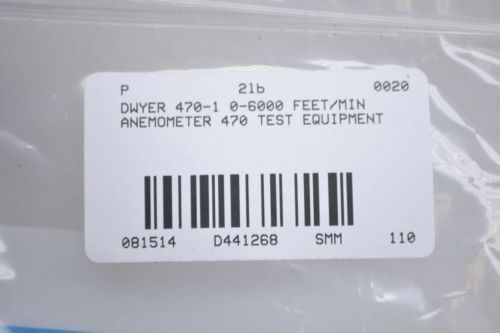 P 21b 0020
DWYER 470-1 0-6000 FEET/MIN
ANEMOMETER 470 TEST EQUIPMENT
081514 D441268 SMM 110